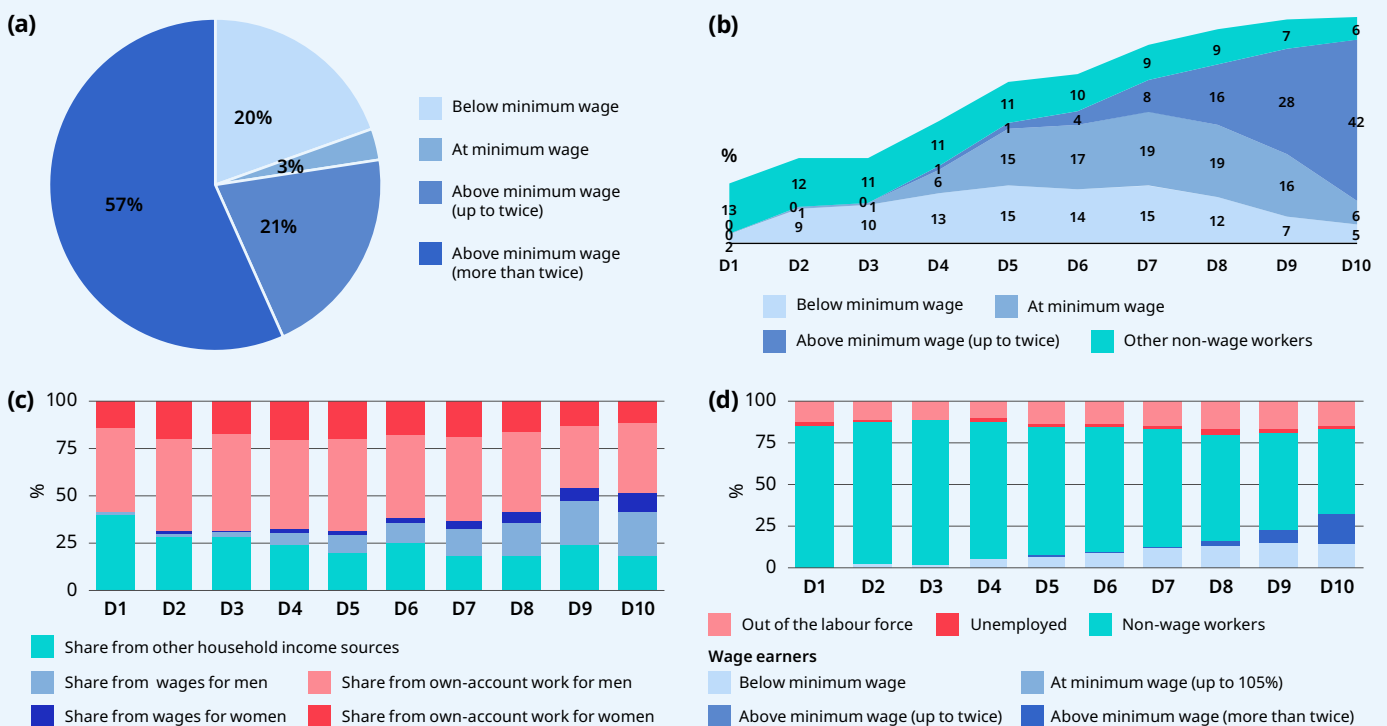 (a)
20%
3%
21%
57%
Below minimum wage
At minimum wage
Above minimum wage
(up to twice)
Above minimum wage
(more than twice)
(b)
%
13 12 11 11 11 10 9 9 7 6
0 0 0 1 1 4 8 16 28 42
0 1 1 6 15 17 19 19 16 6
2 9 10 13 15 14 15 12 7 5
D1 D2 D3 D4 D5 D6 D7 D8 D9 D10
Below minimum wage At minimum wage
Above minimum wage (up to twice) Other non-wage workers
(c)
100
75
50
25
0
%
D1 D2 D3 D4 D5 D6 D7 D8 D9 D10
Share from other household income sources
Share from wages for men Share from own-account work for men
Share from wages for women Share from own-account work for women
(d)
100
75
50
25
0
%
D1 D2 D3 D4 D5 D6 D7 D8 D9 D10
Out of the labour force Unemployed Non-wage workers
Wage earners
Below minimum wage At minimum wage (up to 105%)
Above minimum wage (up to twice) Above minimum wage (more than twice)